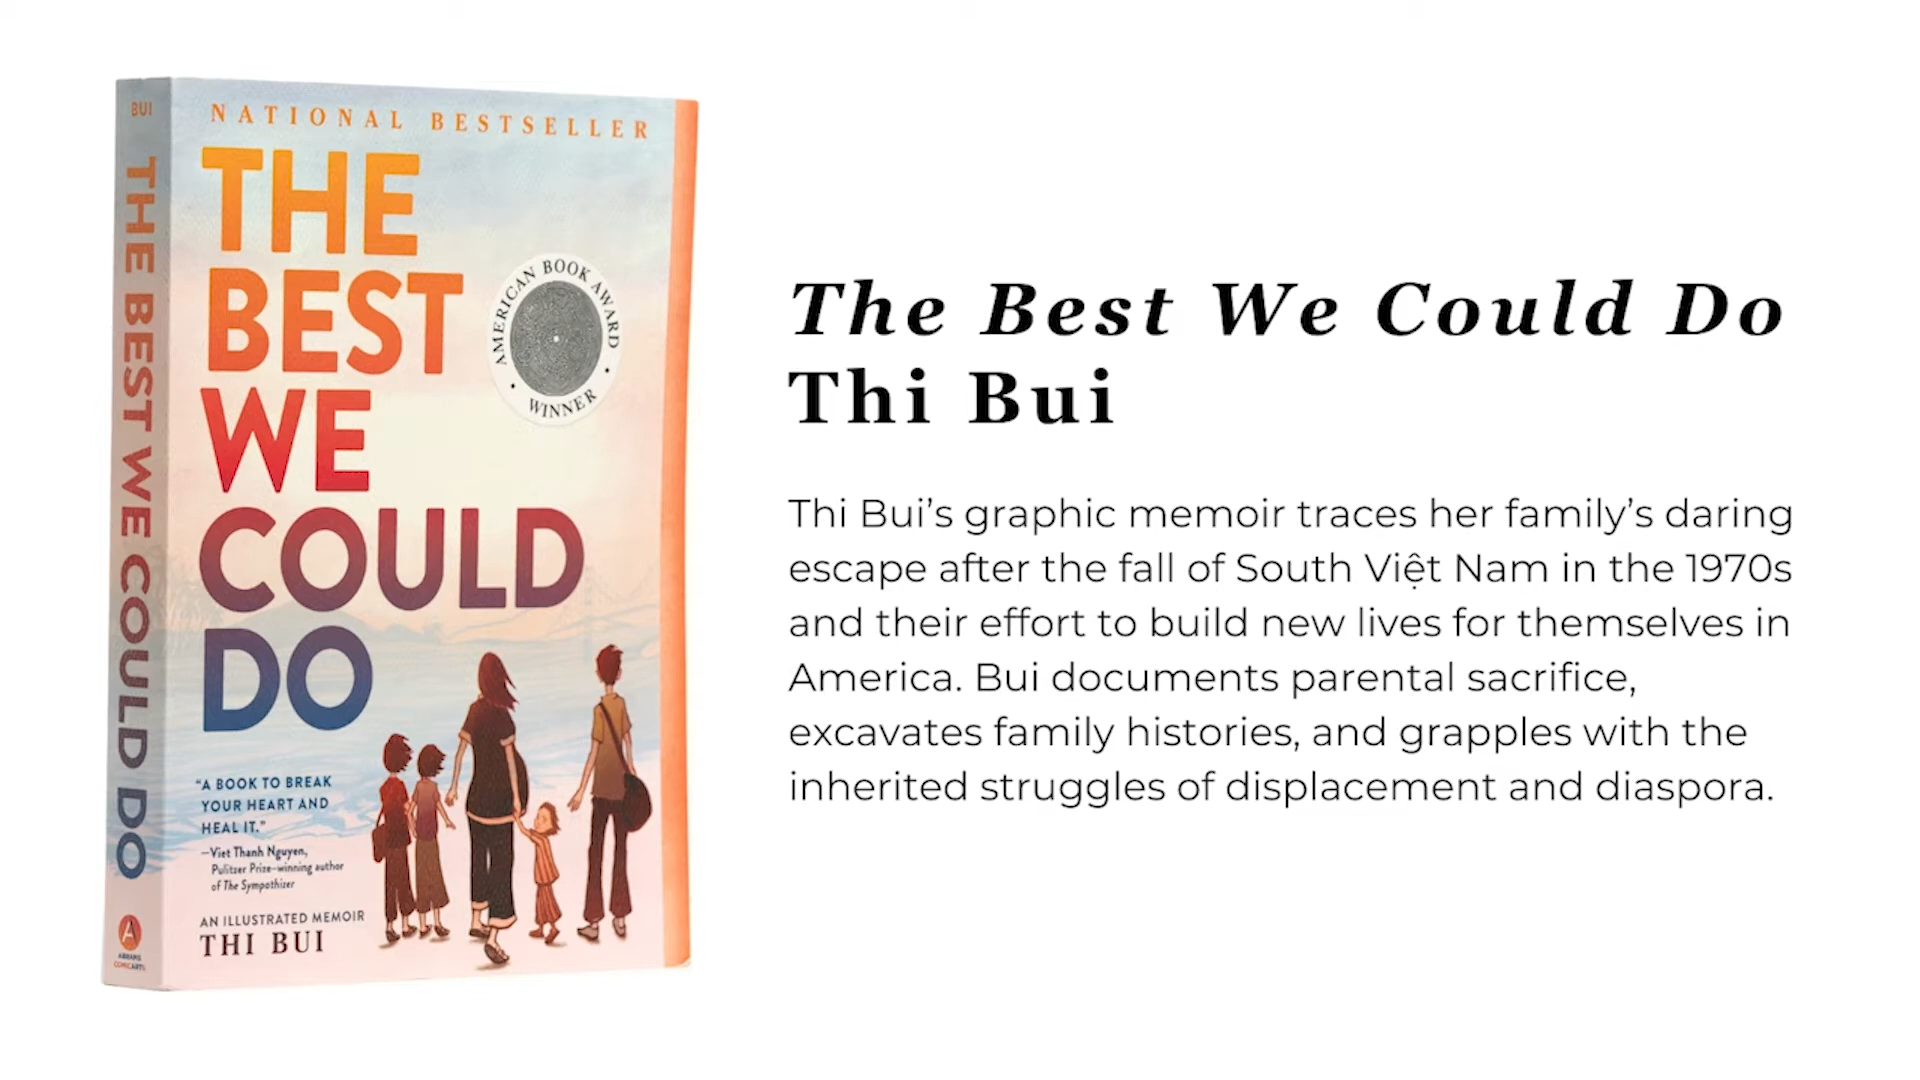 BUI
THE BEST WE COULD DO
ABRAMS
COMICARTS
NATIONAL BESTSELLER
THE
BEST
WE
COULD
DO
AMERICAN BOOK AWARD
• WINNER •
“A BOOK TO BREAK
YOUR HEART AND
HEAL IT.”
—Viet Thanh Nguyen,
Pulitzer Prize–winning author
of The Sympathizer
AN ILLUSTRATED MEMOIR
THI BUI
The Best We Could Do
Thi Bui
Thi Bui’s graphic memoir traces her family’s daring
escape after the fall of South Việt Nam in the 1970s
and their effort to build new lives for themselves in
America. Bui documents parental sacrifice,
excavates family histories, and grapples with the
inherited struggles of displacement and diaspora.